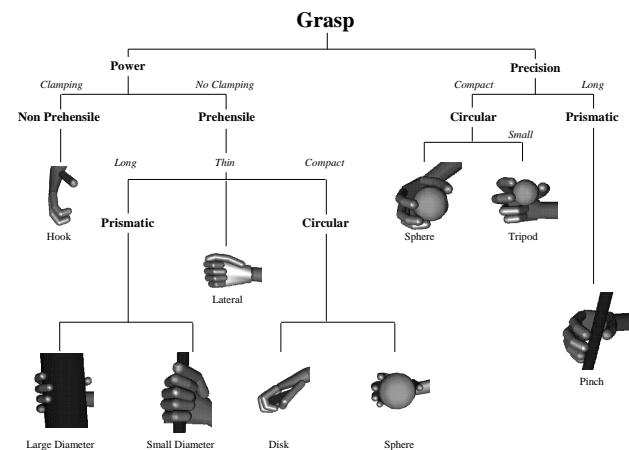 Grasp
Power
Precision
Clamping
No Clamping
Compact
Long
Non Prehensile
Prehensile
Circular
Prismatic
Small
Long
Thin
Compact
Prismatic
Circular
Hook
Sphere
Tripod
Lateral
Pinch
Large Diameter
Small Diameter
Disk
Sphere